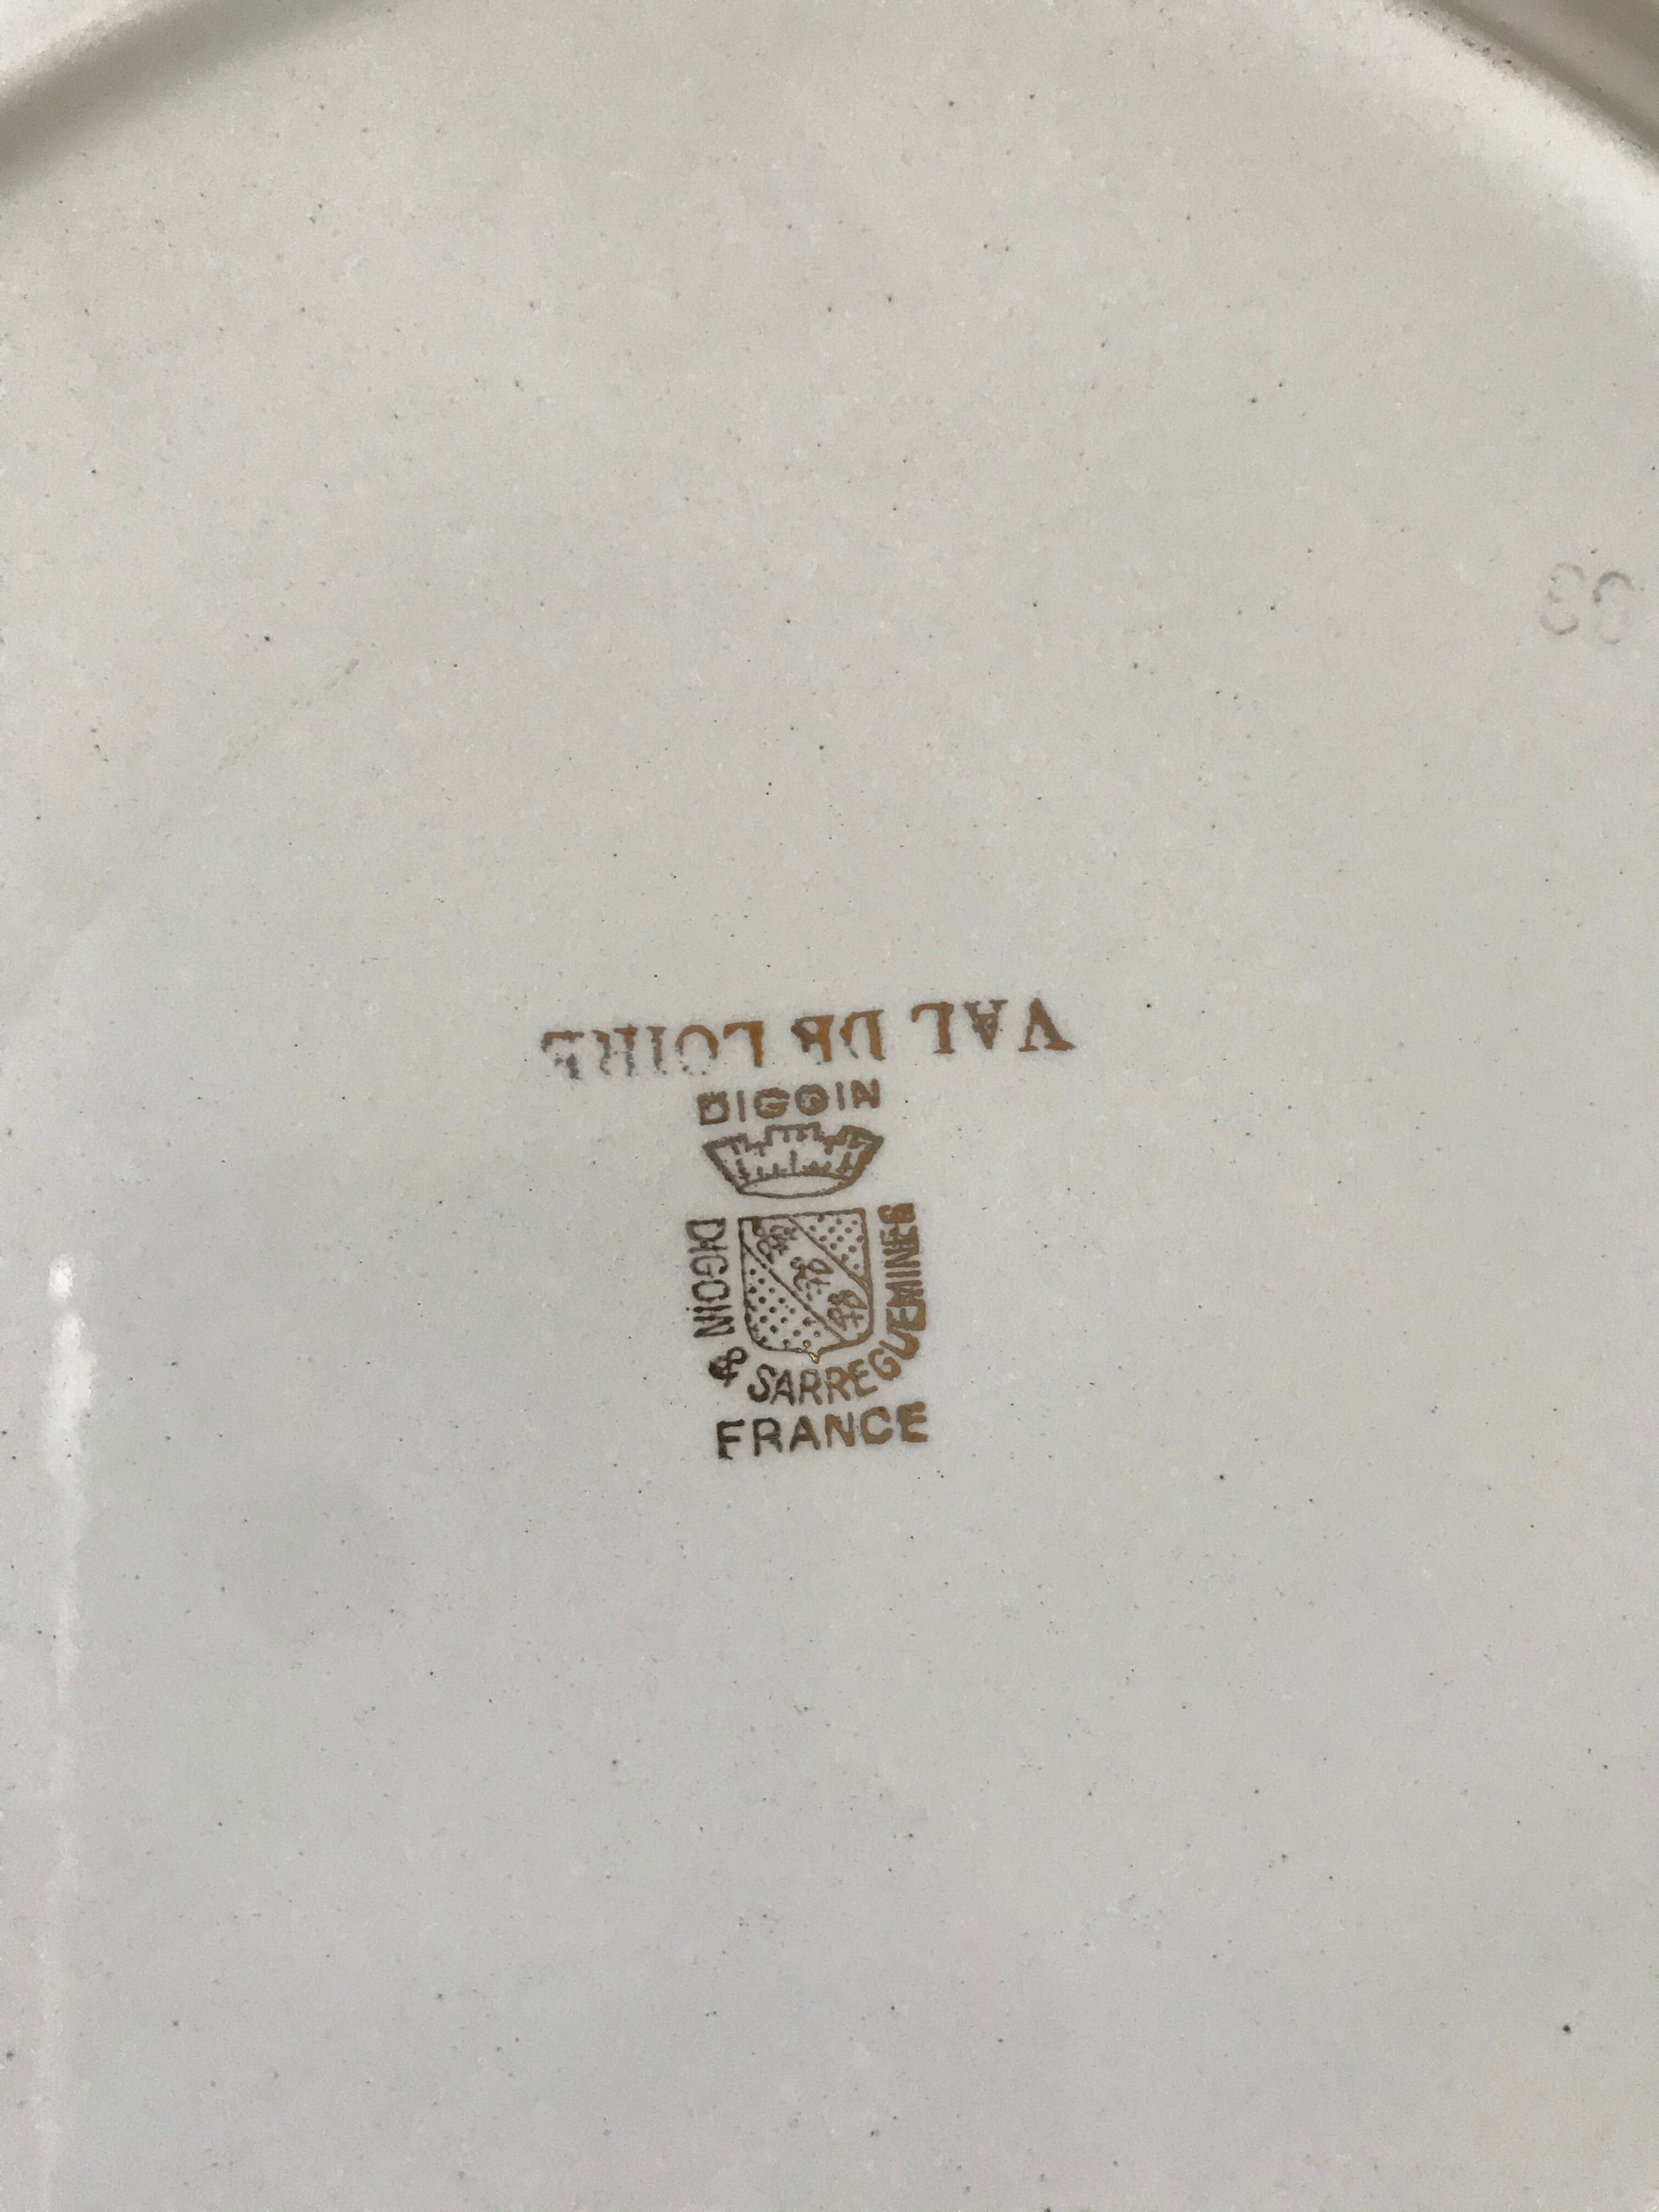 VAL DE LOIRE
DIGOIN
DIGOIN & SARREGUEMINES
FRANCE